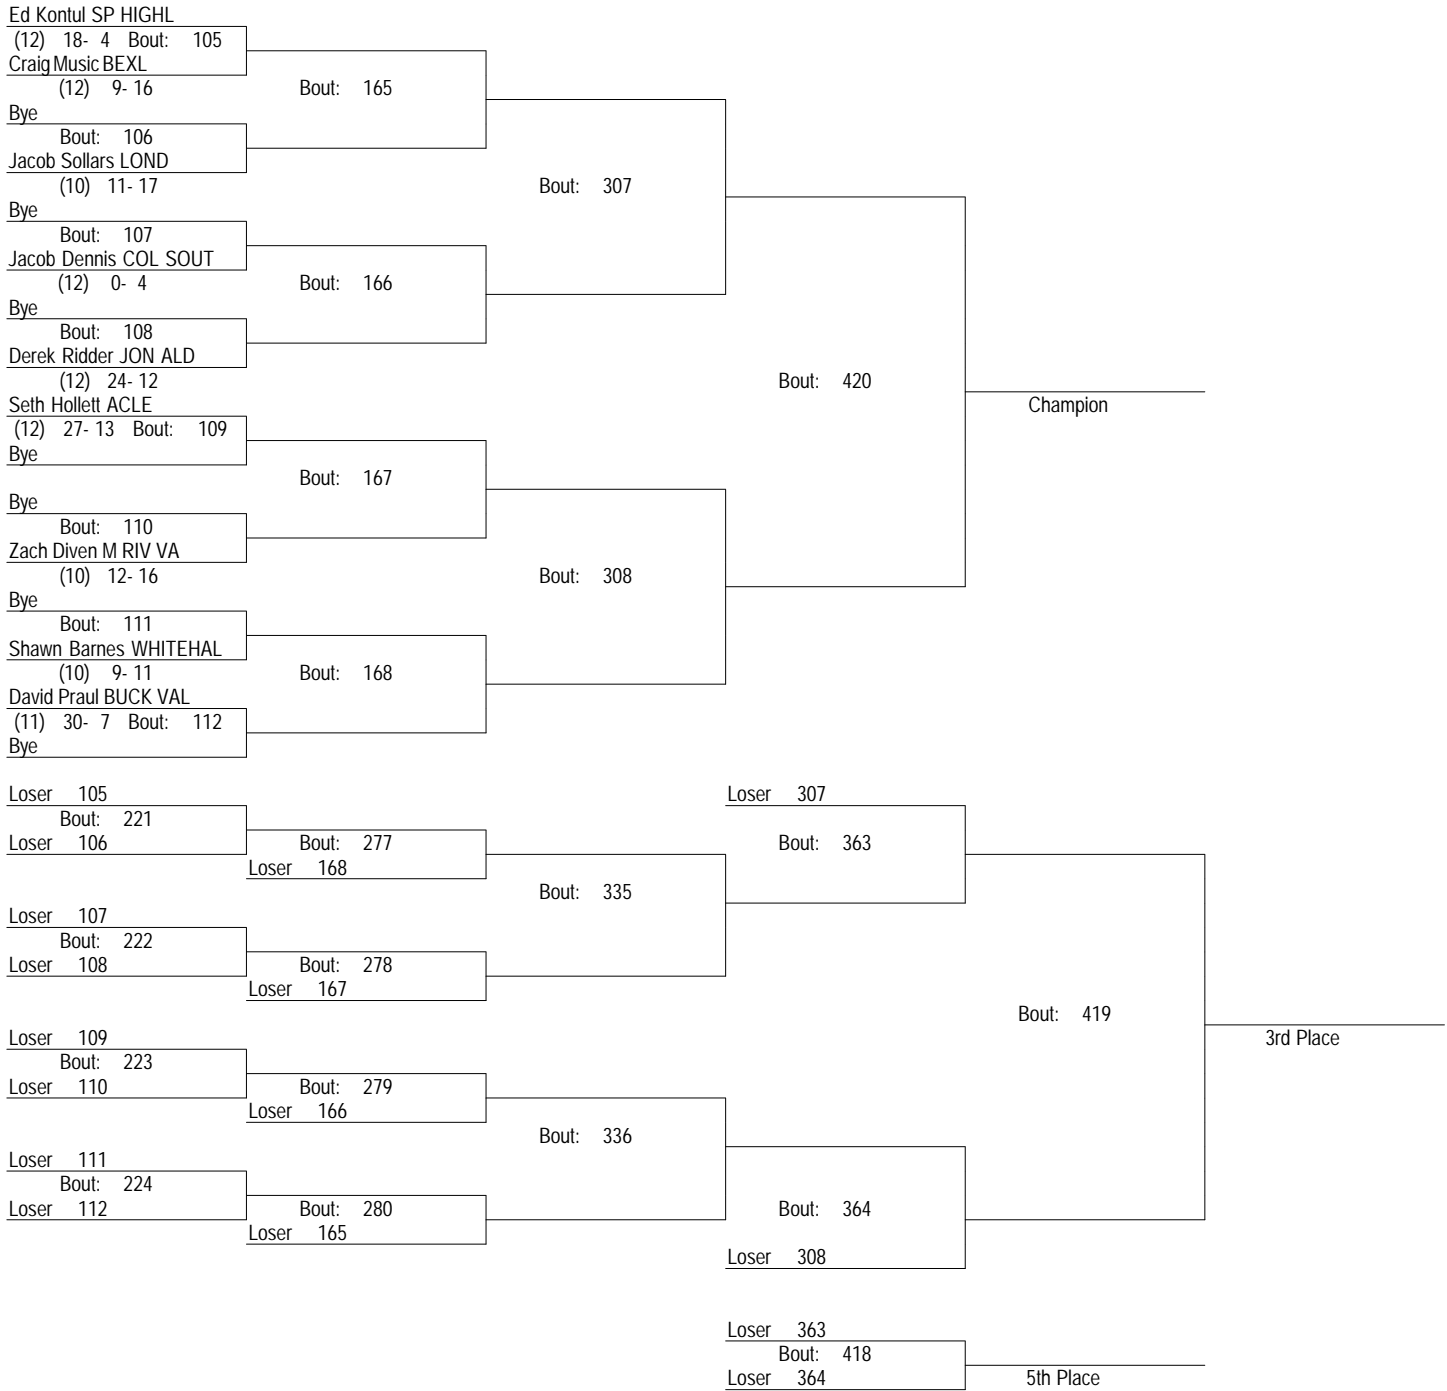 Ed Kontul SP HIGHL
(12) 18- 4 Bout: 105
Craig Music BEXL
(12) 9- 16
Bout: 165
Bye
Bout: 106
Jacob Sollars LOND
(10) 11- 17
Bout: 307
Bye
Bout: 107
Jacob Dennis COL SOUT
(12) 0- 4
Bout: 166
Bye
Bout: 108
Derek Ridder JON ALD
(12) 24- 12
Bout: 420
Champion
Seth Hollett ACLE
(12) 27- 13 Bout: 109
Bye
Bout: 167
Bye
Bout: 110
Zach Diven M RIV VA
(10) 12- 16
Bout: 308
Bye
Bout: 111
Shawn Barnes WHITEHAL
(10) 9- 11
Bout: 168
David Praul BUCK VAL
(11) 30- 7 Bout: 112
Bye
Loser 105
Bout: 221
Loser 106
Bout: 277
Loser 168
Loser 307
Bout: 363
Bout: 335
Loser 107
Bout: 222
Loser 108
Bout: 278
Loser 167
Bout: 419
3rd Place
Loser 109
Bout: 223
Loser 110
Bout: 279
Loser 166
Bout: 336
Loser 111
Bout: 224
Loser 112
Bout: 280
Loser 165
Bout: 364
Loser 308
Loser 363
Bout: 418
Loser 364
5th Place